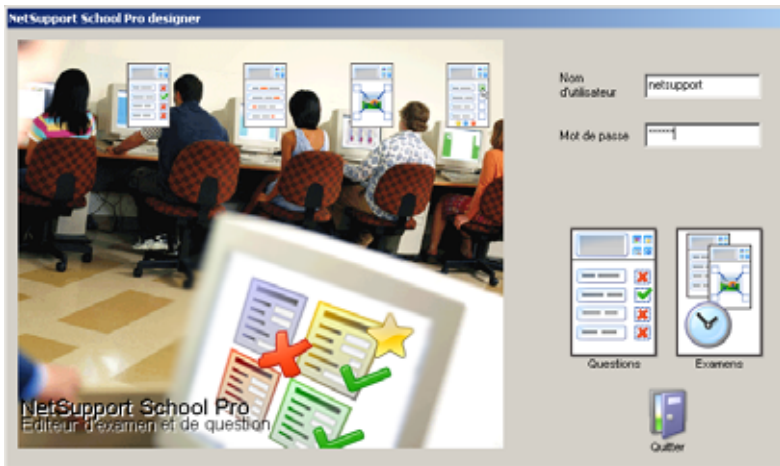 NetSupport School Pro designer
Nom
d'utilisateur
netsupport
Mot de passe
Questions
Examens
NetSupport School Pro
Editeur d'examen et de question
Quitter